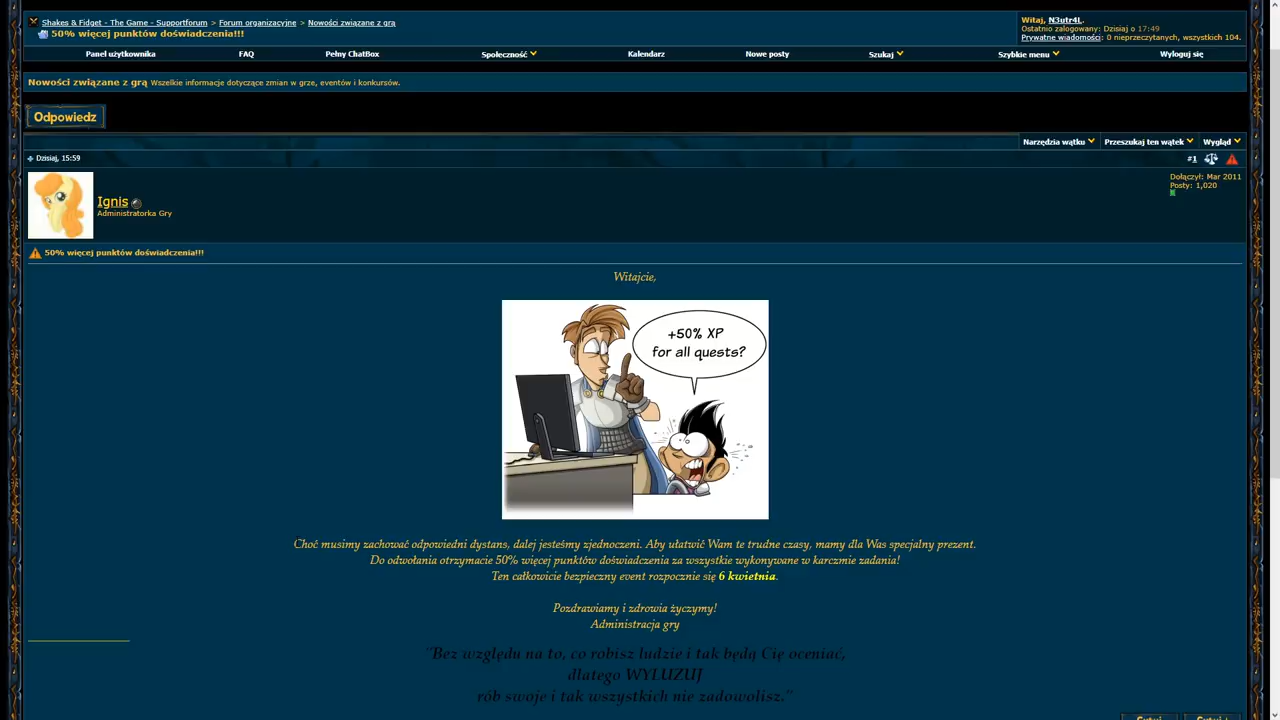 Shakes & Fidget - The Game - Supportforum > Forum organizacyjne > Nowości związane z grą
50% więcej punktów doświadczenia!!!
Witaj, N3utr4L.
Ostatnio zalogowany: Dzisiaj o 17:49
Prywatne wiadomości: 0 nieprzeczytanych, wszystkich 104.
Panel użytkownika FAQ Pełny ChatBox Społeczność Kalendarz Nowe posty Szukaj Szybkie menu Wyloguj się
Nowości związane z grą Wszelkie informacje dotyczące zmian w grze, eventów i konkursów.
Odpowiedz
Narzędzia wątku Przeszukaj ten wątek Wygląd
Dzisiaj, 15:59 #1
Ignis
Administratorka Gry
Dołączył: Mar 2011
Posty: 1,020
50% więcej punktów doświadczenia!!!
Witajcie,
+50% XP
for all quests?
Choć musimy zachować odpowiedni dystans, dalej jesteśmy zjednoczeni. Aby ułatwić Wam te trudne czasy, mamy dla Was specjalny prezent.
Do odwołania otrzymacie 50% więcej punktów doświadczenia za wszystkie wykonywane w karczmie zadania!
Ten całkowicie bezpieczny event rozpocznie się 6 kwietnia.
Pozdrawiamy i zdrowia życzymy!
Administracja gry
"Bez względu na to, co robisz ludzie i tak będą Cię oceniać,
dlatego WYLUZUJ
rób swoje i tak wszystkich nie zadowolisz."